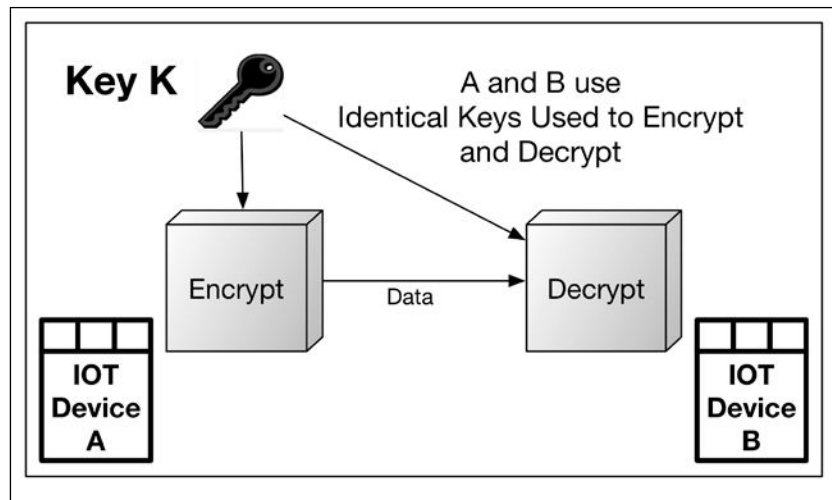 Key K
A and B use
Identical Keys Used to Encrypt
and Decrypt
Encrypt
Data
Decrypt
IOT
Device
A
IOT
Device
B